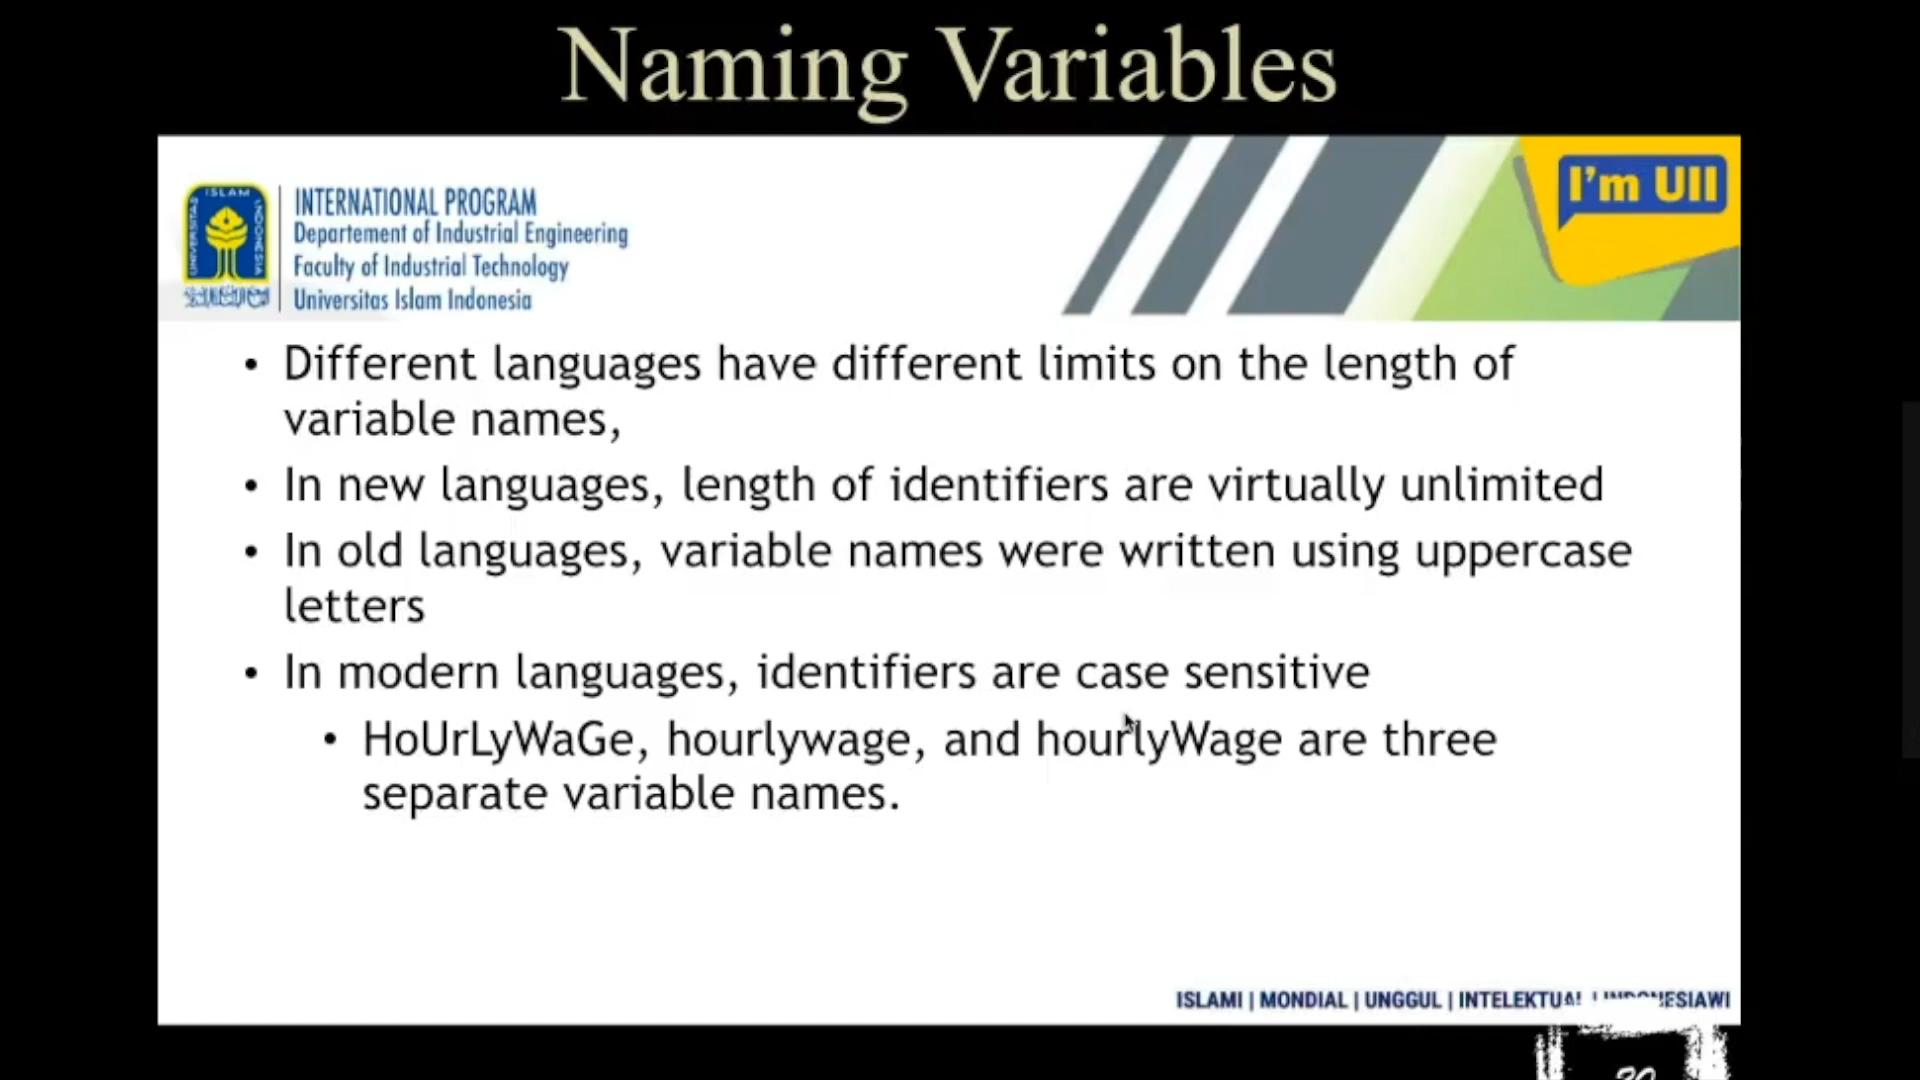 Naming Variables
ISLAM
UNIVERSITAS
INDONESIA
INTERNATIONAL PROGRAM
Departement of Industrial Engineering
Faculty of Industrial Technology
Universitas Islam Indonesia
I'm UII
• Different languages have different limits on the length of
variable names,
• In new languages, length of identifiers are virtually unlimited
• In old languages, variable names were written using uppercase
letters
• In modern languages, identifiers are case sensitive
• HoUrLyWaGe, hourlywage, and hourlyWage are three
separate variable names.
ISLAMI | MONDIAL | UNGGUL | INTELEKTUAL | INDONESIAWI